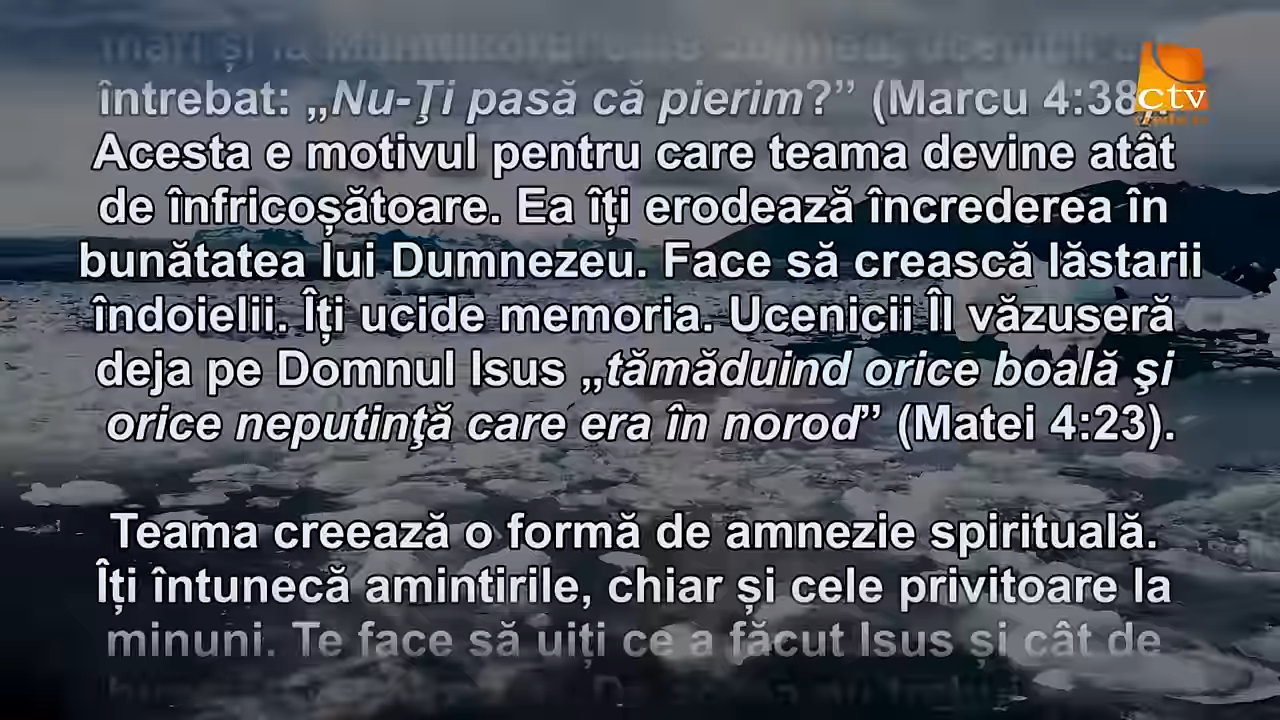 întrebat: „Nu-Ţi pasă că pierim?” (Marcu 4:38
ctv
Acesta e motivul pentru care teama devine atât
de înfricoșătoare. Ea îți erodează încrederea în
bunătatea lui Dumnezeu. Face să crească lăstarii
îndoielii. Îți ucide memoria. Ucenicii Îl văzuseră
deja pe Domnul Isus „tămăduind orice boală şi
orice neputinţă care era în norod” (Matei 4:23).
Teama creează o formă de amnezie spirituală.
Îți întunecă amintirile, chiar și cele privitoare la
minuni. Te face să uiți ce a făcut Isus și cât de